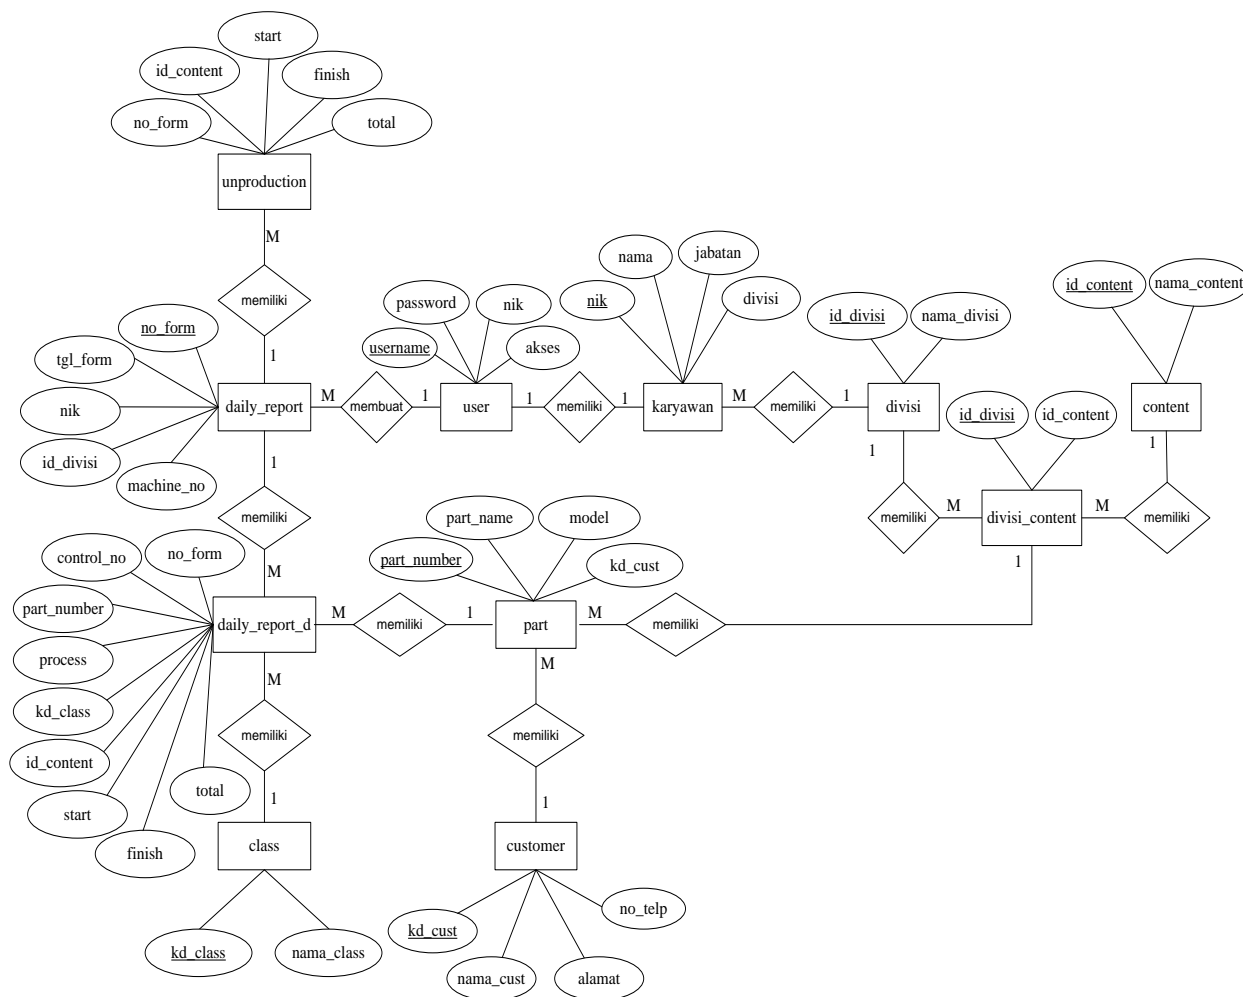 start
id_content
finish
no_form
total
unproduction
M
memiliki
1
no_form
tgl_form
nik
id_divisi
machine_no
daily_report
M
membuat
1
password
nik
username
akses
user
1
memiliki
1
nama
jabatan
nik
divisi
karyawan
M
memiliki
1
id_divisi
nama_divisi
divisi
1
memiliki
M
id_divisi
id_content
divisi_content
M
memiliki
1
id_content
nama_content
content
1
memiliki
M
control_no
no_form
part_number
process
kd_class
id_content
start
finish
total
daily_report_d
M
memiliki
1
part_name
model
part_number
kd_cust
part
M
memiliki
1
M
memiliki
1
class
kd_class
nama_class
M
memiliki
1
customer
kd_cust
nama_cust
alamat
no_telp